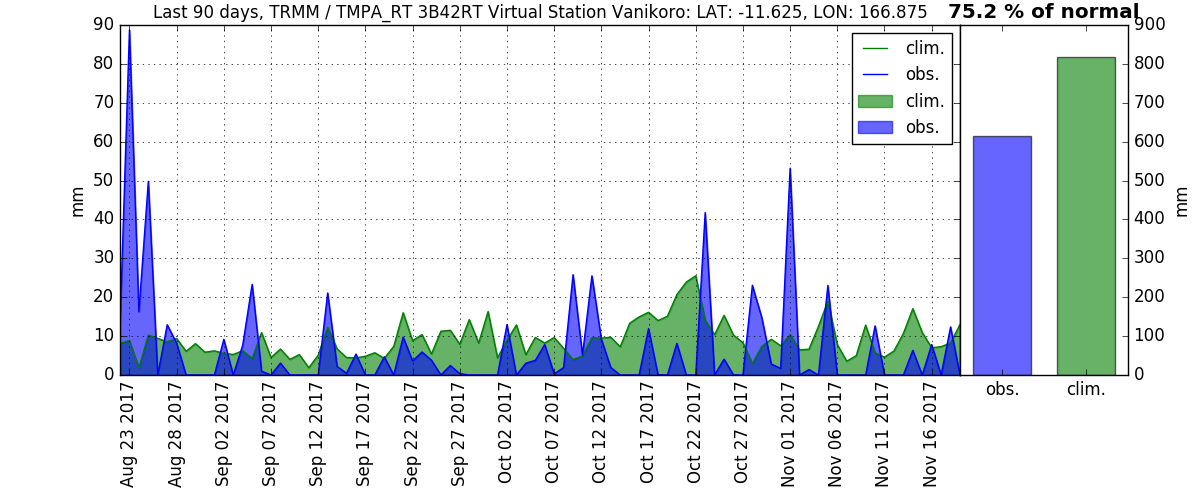 Last 90 days, TRMM / TMPA_RT 3B42RT Virtual Station Vanikoro: LAT: -11.625, LON: 166.875
75.2 % of normal
90
80
70
60
50
40
30
20
10
0
mm
clim.
obs.
clim.
obs.
Aug 23 2017
Aug 28 2017
Sep 02 2017
Sep 07 2017
Sep 12 2017
Sep 17 2017
Sep 22 2017
Sep 27 2017
Oct 02 2017
Oct 07 2017
Oct 12 2017
Oct 17 2017
Oct 22 2017
Oct 27 2017
Nov 01 2017
Nov 06 2017
Nov 11 2017
Nov 16 2017
900
800
700
600
500
400
300
200
100
0
mm
obs.
clim.